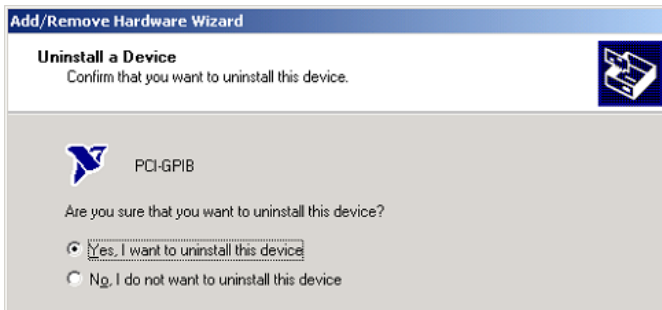 Add/Remove Hardware Wizard
Uninstall a Device
Confirm that you want to uninstall this device.
PCI-GPIB
Are you sure that you want to uninstall this device?
Yes, I want to uninstall this device
No, I do not want to uninstall this device